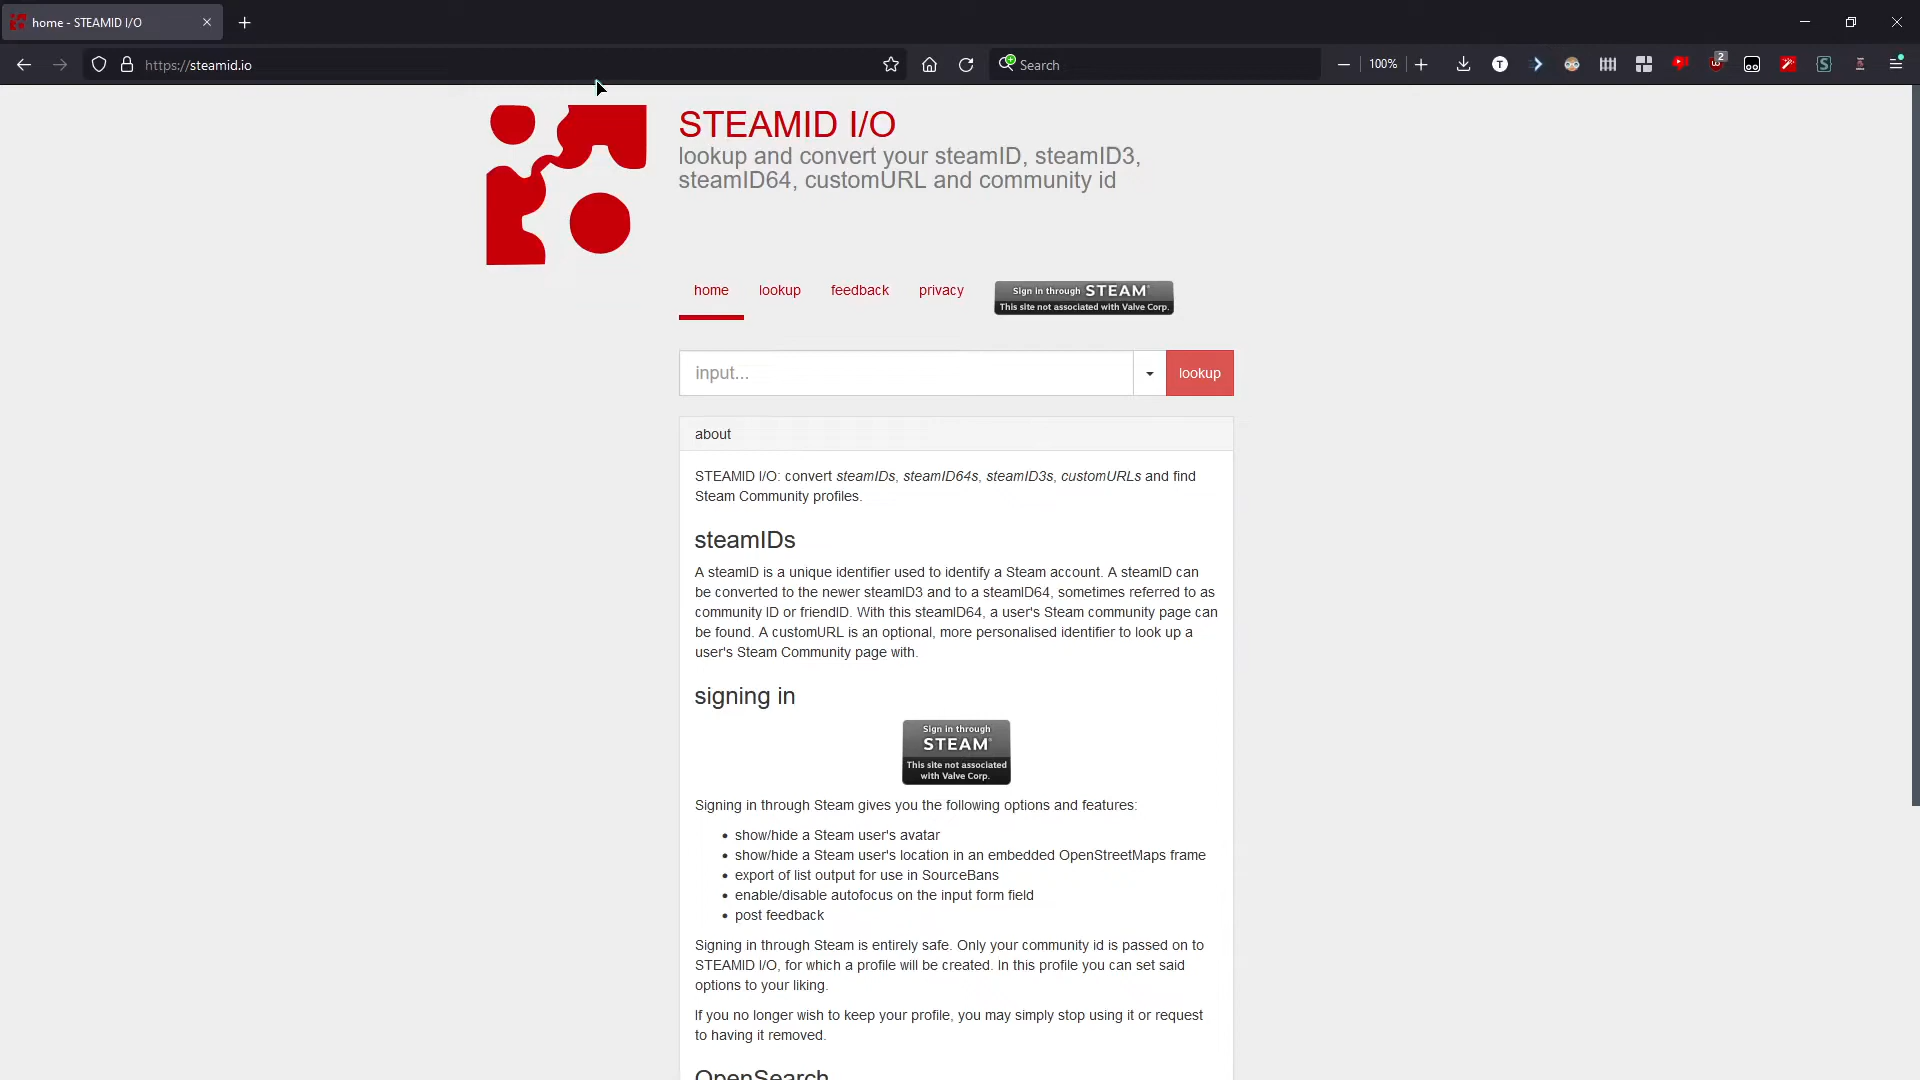 home - STEAMID I/O
https://steamid.io
Search
100%
2
STEAMID I/O
lookup and convert your steamID, steamID3,
steamID64, customURL and community id
home lookup feedback privacy
Sign in through STEAM®
This site not associated with Valve Corp.
input...
lookup
about
STEAMID I/O: convert steamIDs, steamID64s, steamID3s, customURLs and find
Steam Community profiles.
steamIDs
A steamID is a unique identifier used to identify a Steam account. A steamID can
be converted to the newer steamID3 and to a steamID64, sometimes referred to as
community ID or friendID. With this steamID64, a user's Steam community page can
be found. A customURL is an optional, more personalised identifier to look up a
user's Steam Community page with.
signing in
Sign in through
STEAM®
This site not associated
with Valve Corp.
Signing in through Steam gives you the following options and features:
• show/hide a Steam user's avatar
• show/hide a Steam user's location in an embedded OpenStreetMaps frame
• export of list output for use in SourceBans
• enable/disable autofocus on the input form field
• post feedback
Signing in through Steam is entirely safe. Only your community id is passed on to
STEAMID I/O, for which a profile will be created. In this profile you can set said
options to your liking.
If you no longer wish to keep your profile, you may simply stop using it or request
to having it removed.
OpenSearch